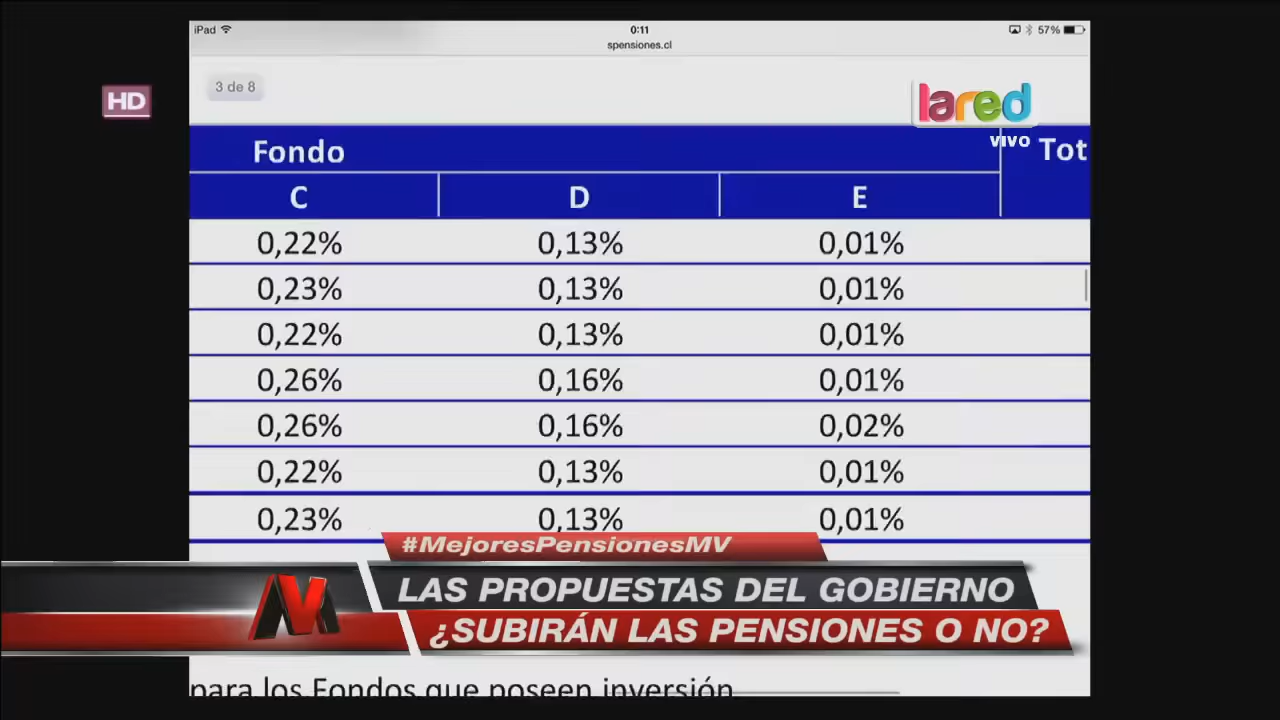 iPad 0:11 57%
spensiones.cl
3 de 8
HD
lared
vivo
Fondo Tot
C D E
0,22% 0,13% 0,01%
0,23% 0,13% 0,01%
0,22% 0,13% 0,01%
0,26% 0,16% 0,01%
0,26% 0,16% 0,02%
0,22% 0,13% 0,01%
0,23% 0,13% 0,01%
#MejoresPensionesMV
LAS PROPUESTAS DEL GOBIERNO
¿SUBIRÁN LAS PENSIONES O NO?
MV
para los Fondos que poseen inversión